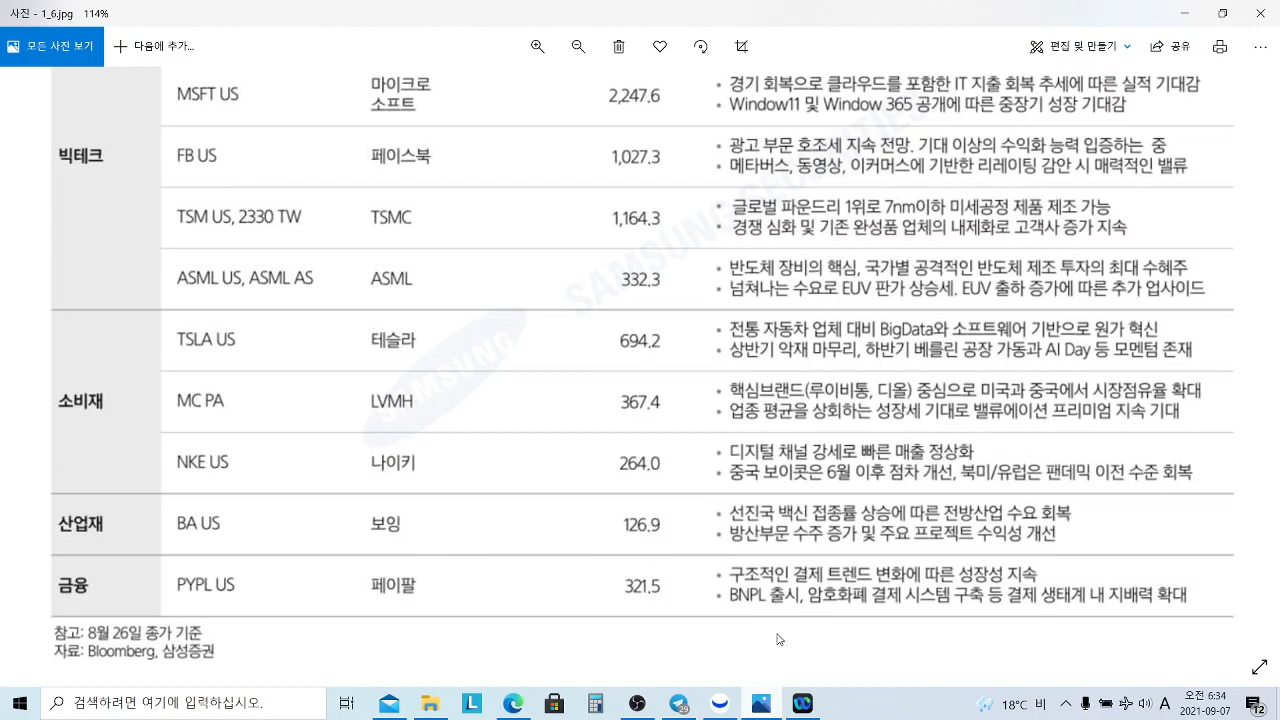 사진 - 1_6.jpg 114%
모든 사진 보기
다음에 추가...
편집 및 만들기
공유
빅테크
MSFT US
마이크로
소프트
2,247.6
• 경기 회복으로 클라우드를 포함한 IT 지출 회복 추세에 따른 실적 기대감
• Window11 및 Window 365 공개에 따른 중장기 성장 기대감
FB US
페이스북
1,027.3
• 광고 부문 호조세 지속 전망. 기대 이상의 수익화 능력 입증하는 중
• 메타버스, 동영상, 이커머스에 기반한 리레이팅 감안 시 매력적인 밸류
TSM US, 2330 TW
TSMC
1,164.3
• 글로벌 파운드리 1위로 7nm이하 미세공정 제품 제조 가능
• 경쟁 심화 및 기존 완성품 업체의 내제화로 고객사 증가 지속
ASML US, ASML AS
ASML
332.3
• 반도체 장비의 핵심, 국가별 공격적인 반도체 제조 투자의 최대 수혜주
• 넘쳐나는 수요로 EUV 판가 상승세. EUV 출하 증가에 따른 추가 업사이드
소비재
TSLA US
테슬라
694.2
• 전통 자동차 업체 대비 BigData와 소프트웨어 기반으로 원가 혁신
• 상반기 악재 마무리, 하반기 베를린 공장 가동과 AI Day 등 모멘텀 존재
MC PA
LVMH
367.4
• 핵심브랜드(루이비통, 디올) 중심으로 미국과 중국에서 시장점유율 확대
• 업종 평균을 상회하는 성장세 기대로 밸류에이션 프리미엄 지속 기대
NKE US
나이키
264.0
• 디지털 채널 강세로 빠른 매출 정상화
• 중국 보이콧은 6월 이후 점차 개선, 북미/유럽은 팬데믹 이전 수준 회복
산업재
BA US
보잉
126.9
• 선진국 백신 접종률 상승에 따른 전방산업 수요 회복
• 방산부문 수주 증가 및 주요 프로젝트 수익성 개선
금융
PYPL US
페이팔
321.5
• 구조적인 결제 트렌드 변화에 따른 성장성 지속
• BNPL 출시, 암호화폐 결제 시스템 구축 등 결제 생태계 내 지배력 확대
참고: 8월 26일 종가 기준
자료: Bloomberg, 삼성증권
SAMSUNG
SAMSUNG SECURITIES
검색하려면 여기에 입력하십시오.
L
29
18°C 비
A
오전 6:34
2021-09-07
12